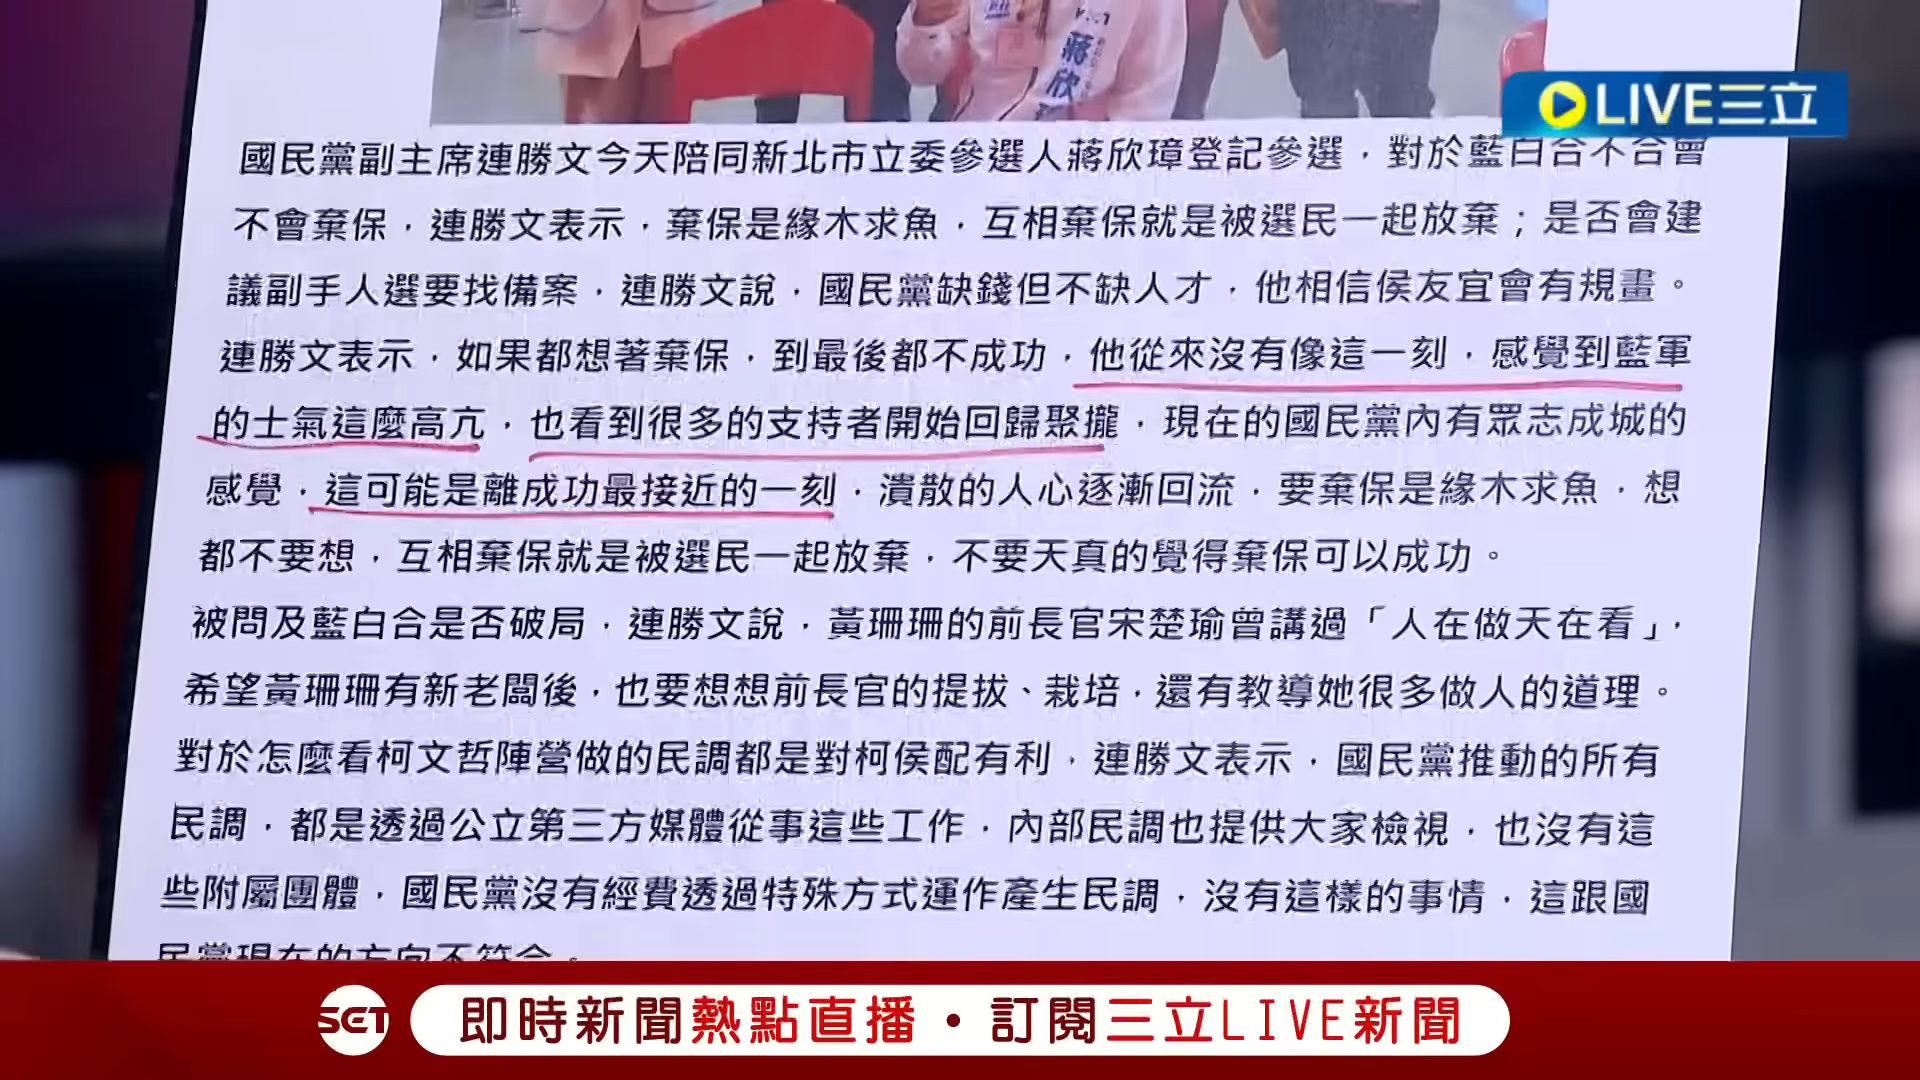 蔣欣
LIVE三立
國民黨副主席連勝文今天陪同新北市立委參選人蔣欣璋登記參選，對於藍白合不合會
不會棄保，連勝文表示，棄保是緣木求魚，互相棄保就是被選民一起放棄；是否會建
議副手人選要找備案，連勝文說，國民黨缺錢但不缺人才，他相信侯友宜會有規畫。
連勝文表示，如果都想著棄保，到最後都不成功，他從來沒有像這一刻，感覺到藍軍
的士氣這麼高亢，也看到很多的支持者開始回歸聚攏，現在的國民黨內有眾志成城的
感覺，這可能是離成功最接近的一刻，潰散的人心逐漸回流，要棄保是緣木求魚，想
都不要想，互相棄保就是被選民一起放棄，不要天真的覺得棄保可以成功。
被問及藍白合是否破局，連勝文說，黃珊珊的前長官宋楚瑜曾講過「人在做天在看」，
希望黃珊珊有新老闆後，也要想想前長官的提拔、栽培，還有教導她很多做人的道理。
對於怎麼看柯文哲陣營做的民調都是對柯侯配有利，連勝文表示，國民黨推動的所有
民調，都是透過公立第三方媒體從事這些工作，內部民調也提供大家檢視，也沒有這
些附屬團體，國民黨沒有經費透過特殊方式運作產生民調，沒有這樣的事情，這跟國
民黨現在的方向不符合。
SET 即時新聞熱點直播・訂閱三立LIVE新聞